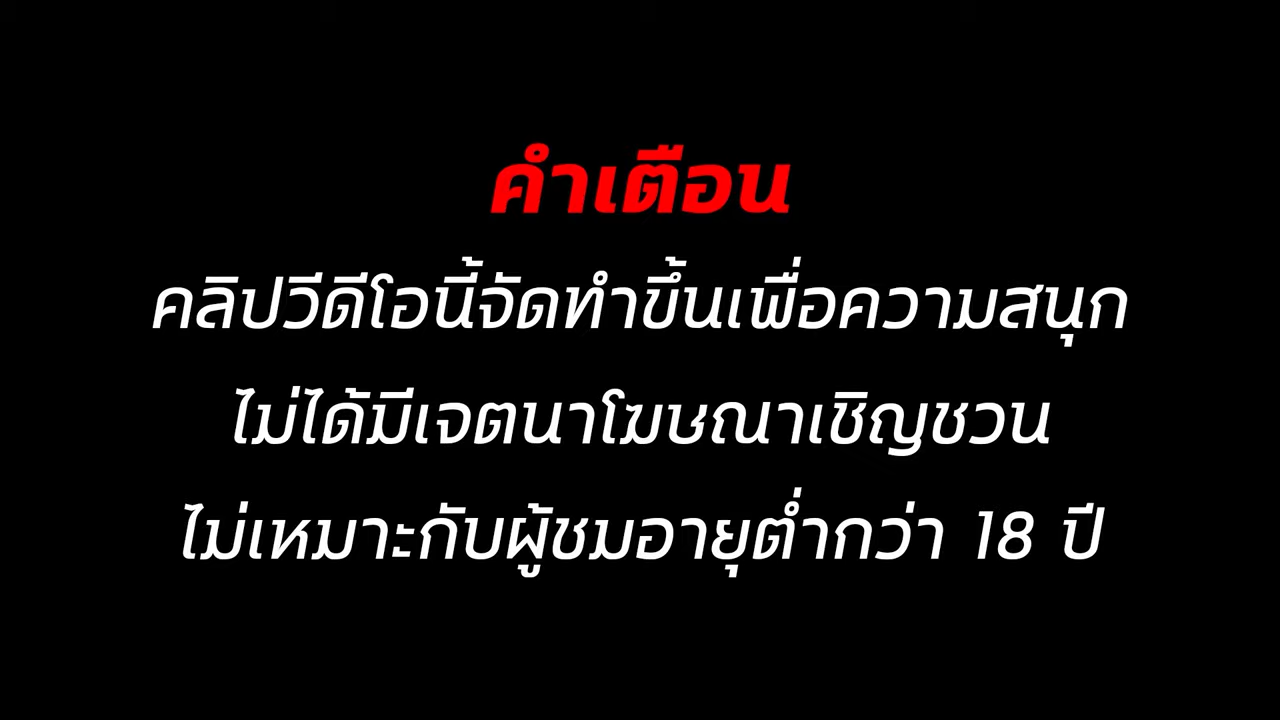 คำเตือน
คลิปวีดีโอนี้จัดทำขึ้นเพื่อความสนุก
ไม่ได้มีเจตนาโฆษณาเชิญชวน
ไม่เหมาะกับผู้ชมอายุต่ำกว่า 18 ปี